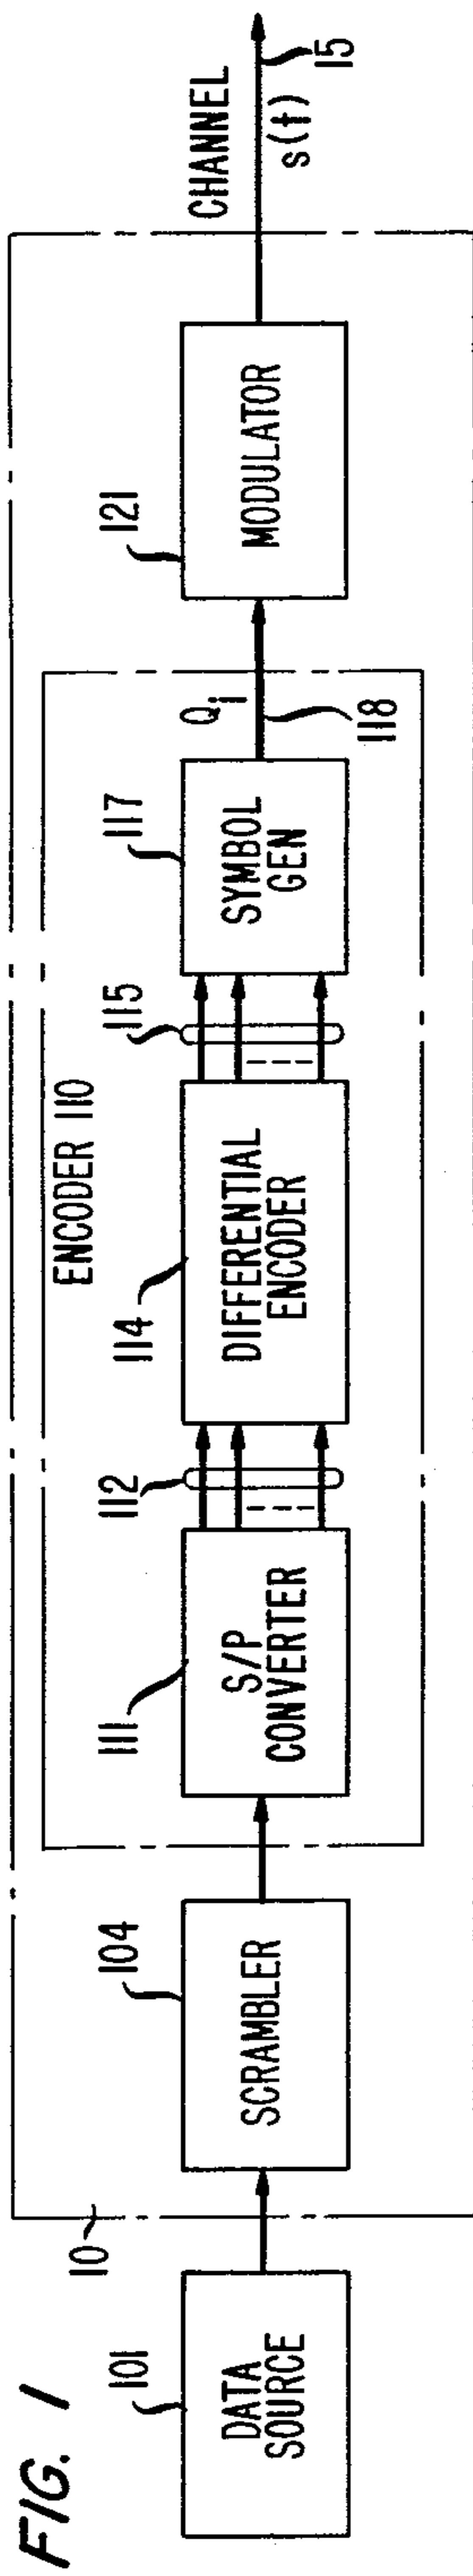 FIG. 1
101
DATA
SOURCE
10
104
SCRAMBLER
ENCODER 110
111
S/P
CONVERTER
112
114
DIFFERENTIAL
ENCODER
115
117
SYMBOL
GEN
Qi
118
121
MODULATOR
CHANNEL
s(t)
15